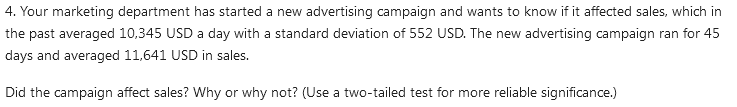 4. Your marketing department has started a new advertising campaign and wants to know if it affected sales, which in
the past averaged 10,345 USD a day with a standard deviation of 552 USD. The new advertising campaign ran for 45
days and averaged 11,641 USD in sales.
Did the campaign affect sales? Why or why not? (Use a two-tailed test for more reliable significance.)